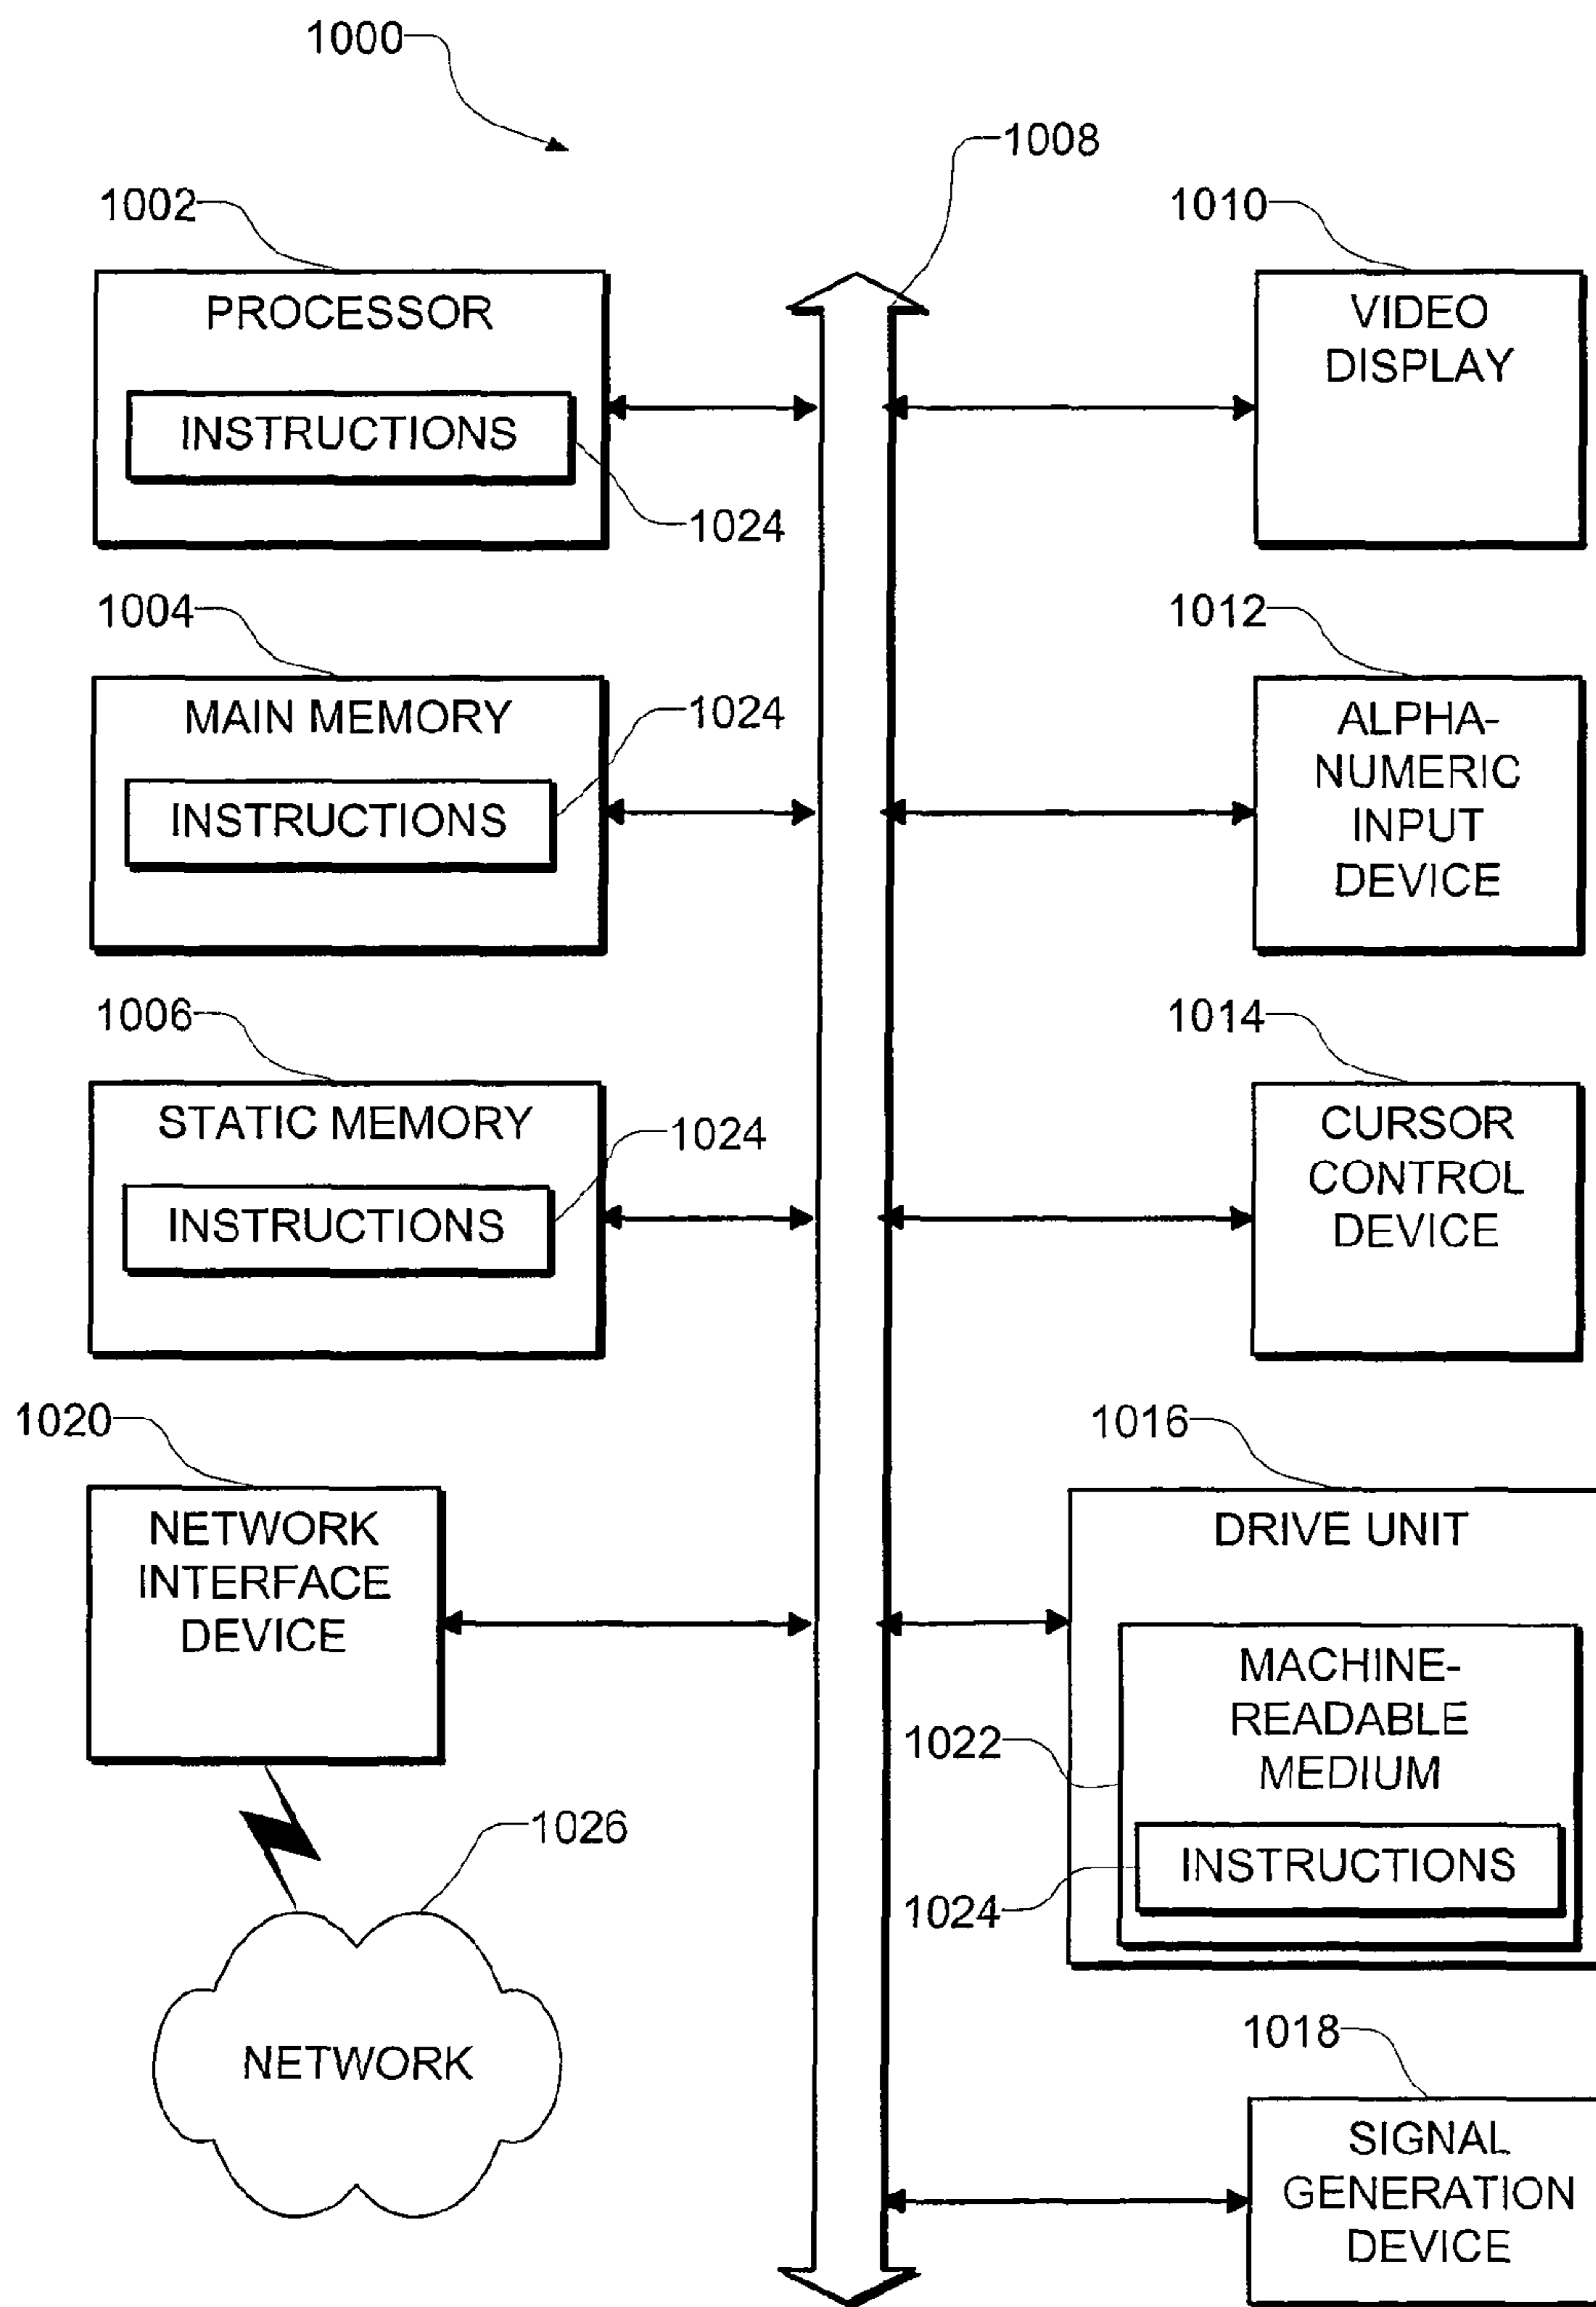 1000
1008
1002
PROCESSOR
INSTRUCTIONS
1024
1010
VIDEO
DISPLAY
1004
MAIN MEMORY
1024
INSTRUCTIONS
1012
ALPHA-
NUMERIC
INPUT
DEVICE
1006
STATIC MEMORY
1024
INSTRUCTIONS
1014
CURSOR
CONTROL
DEVICE
1020
NETWORK
INTERFACE
DEVICE
1016
DRIVE UNIT
MACHINE-
READABLE
MEDIUM
1022
INSTRUCTIONS
1024
1026
NETWORK
1018
SIGNAL
GENERATION
DEVICE